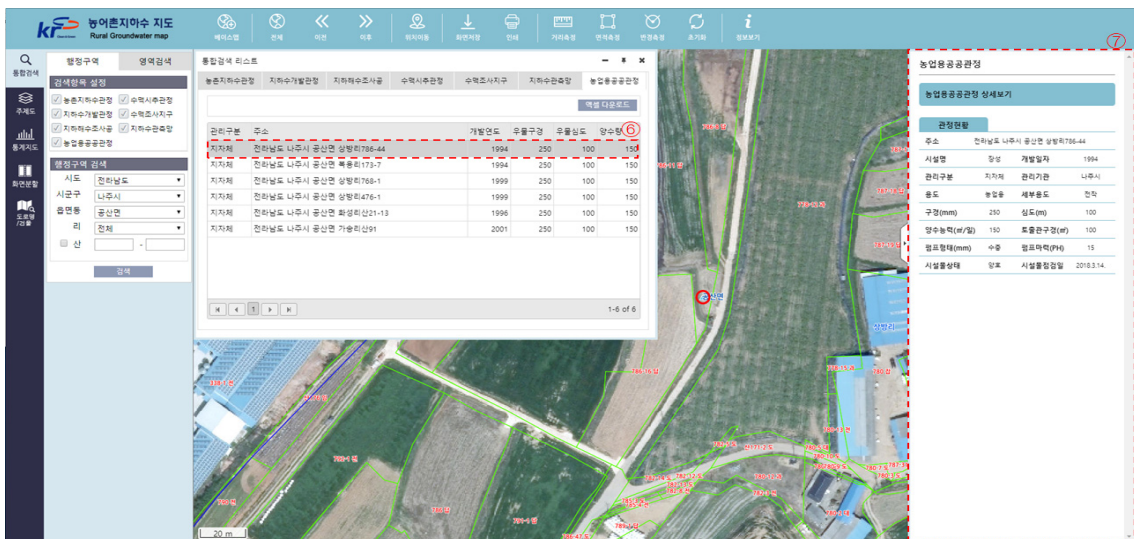 KRC 농어촌지하수 지도
Rural Groundwater map
베이스맵 전체 이전 이후 위치이동 화면저장 인쇄 거리측정 면적측정 반경측정 초기화 정보보기
⑦
통합검색
주제도
통계지도
화면분할
도로명
/건물
행정구역 영역검색
검색항목 설정
농촌지하수관정 수맥시추관정
지하수개발관정 수맥조사지구
지하해수조사공 지하수관측망
농업용공공관정
행정구역 검색
시도 전라남도
시군구 나주시
읍면동 공산면
리 전체
산 -
검색
통합검색 리스트
농촌지하수관정 지하수개발관정 지하해수조사공 수맥시추관정 수맥조사지구 지하수관측망 농업용공공관정
엑셀 다운로드
관리구분 주소 개발연도 우물구경 우물심도 양수량 ⑥
지자체 전라남도 나주시 공산면 상방리786-44 1994 250 100 150
지자체 전라남도 나주시 공산면 복용리173-7 1994 250 100 150
지자체 전라남도 나주시 공산면 상방리768-1 1999 250 100 150
지자체 전라남도 나주시 공산면 상방리476-1 1999 250 100 150
지자체 전라남도 나주시 공산면 화성리산21-13 1996 250 100 150
지자체 전라남도 나주시 공산면 가송리산91 2001 250 100 150
1 1-6 of 6
농업용공공관정
농업용공공관정 상세보기
관정현황
주소 전라남도 나주시 공산면 상방리786-44
시설명 장성 개발일자 1994
관리구분 지자체 관리기관 나주시
용도 농업용 세부용도 전작
구경(mm) 250 심도(m) 100
양수능력(㎥/일) 150 토출관구경(㎥) 100
펌프형태(mm) 수중 펌프마력(PH) 15
시설물상태 양호 시설물점검일 2018.3.14.
공산면
상방리
786-16 답
792-1 전
786 답
791-1 답
20 m